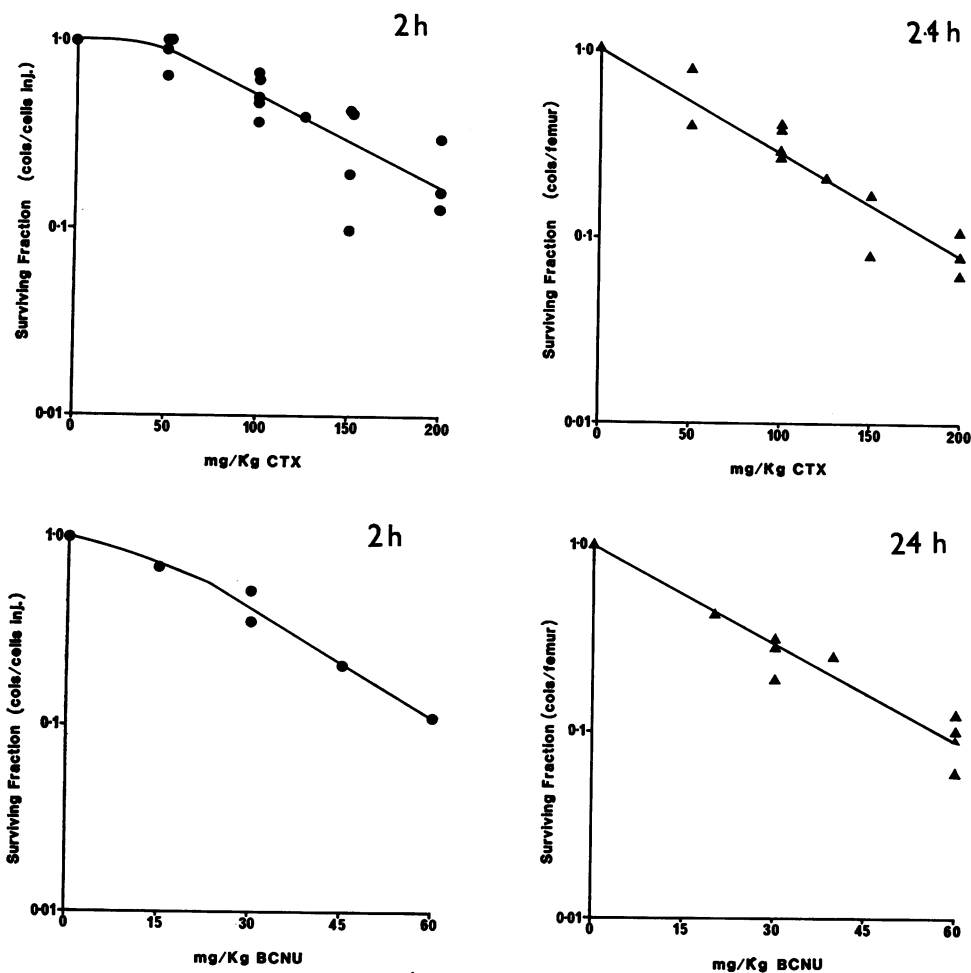 2h
Surviving Fraction (cols/cells inj.)
1·0
0·1
0·01
0 50 100 150 200
mg/Kg CTX
2·4h
Surviving Fraction (cols/femur)
1·0
0·1
0·01
0 50 100 150 200
mg/Kg CTX
2h
Surviving Fraction (cols/cells inj.)
1·0
0·1
0·01
0 15 30 45 60
mg/Kg BCNU
24 h
Surviving Fraction (cols/femur)
1·0
0·1
0·01
0 15 30 45 60
mg/Kg BCNU